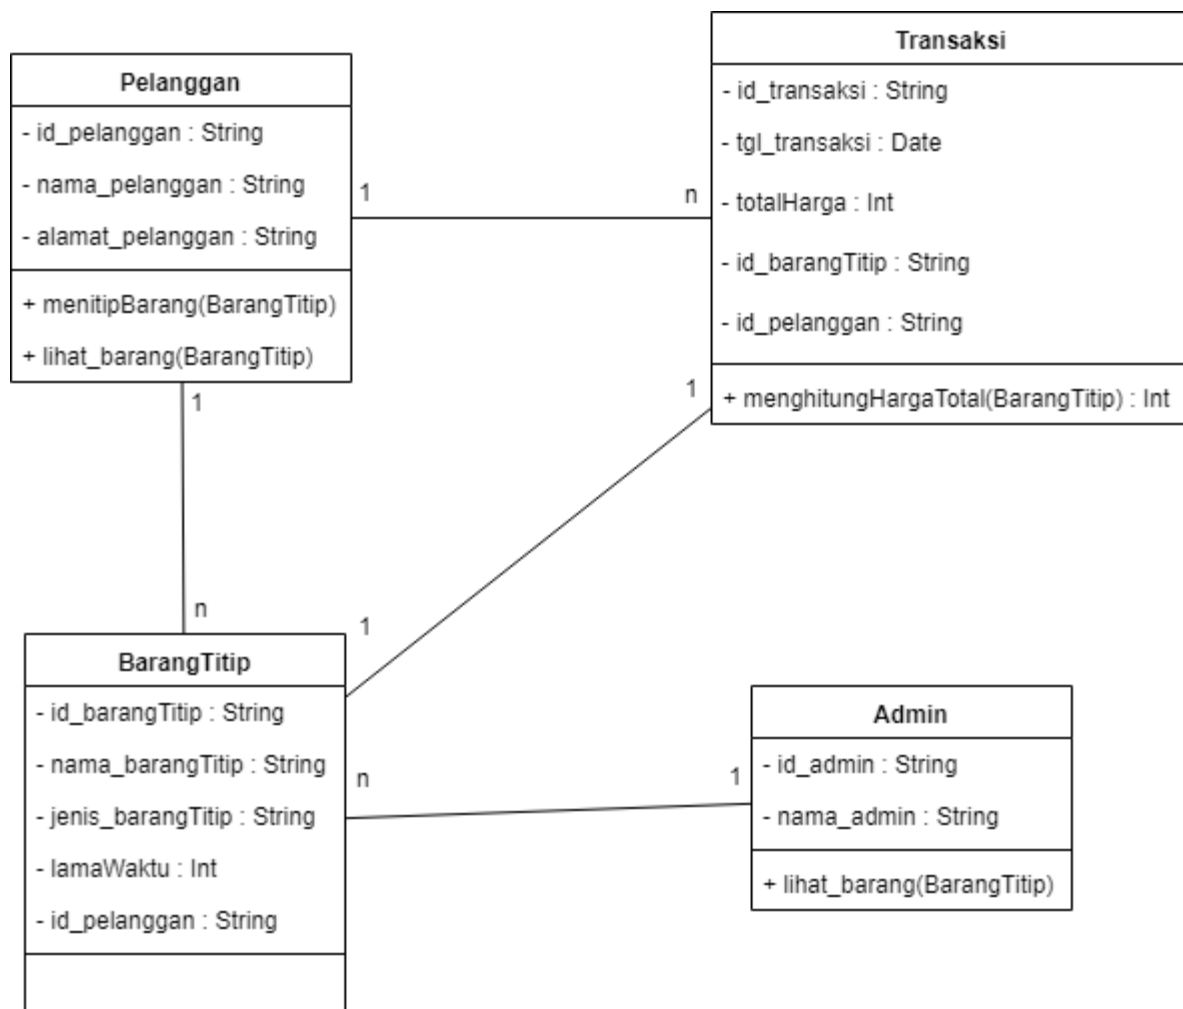 Pelanggan
- id_pelanggan : String
- nama_pelanggan : String
- alamat_pelanggan : String
+ menitipBarang(BarangTitip)
+ lihat_barang(BarangTitip)
1
n
Transaksi
- id_transaksi : String
- tgl_transaksi : Date
- totalHarga : Int
- id_barangTitip : String
- id_pelanggan : String
+ menghitungHargaTotal(BarangTitip) : Int
1
1
n
1
BarangTitip
- id_barangTitip : String
- nama_barangTitip : String
- jenis_barangTitip : String
- lamaWaktu : Int
- id_pelanggan : String
n
1
Admin
- id_admin : String
- nama_admin : String
+ lihat_barang(BarangTitip)